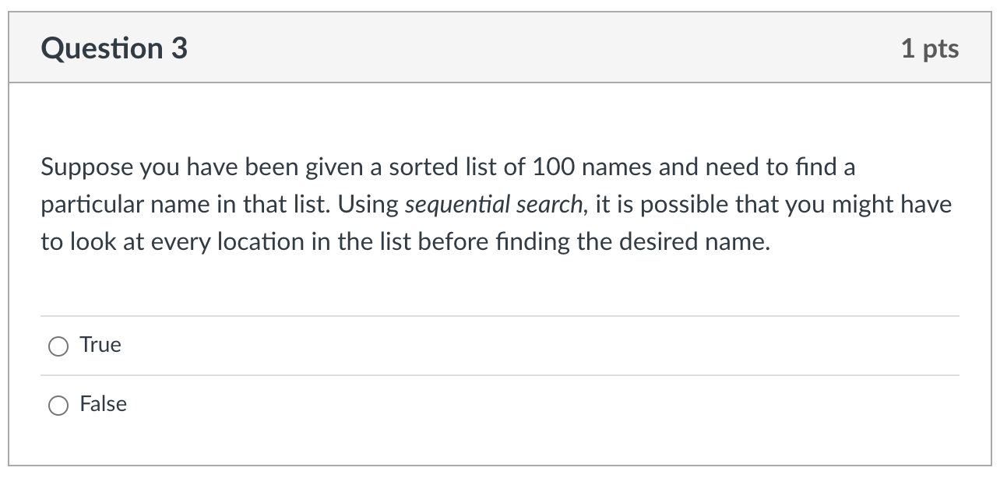 Question 3
1 pts
Suppose you have been given a sorted list of 100 names and need to find a
particular name in that list. Using sequential search, it is possible that you might have
to look at every location in the list before finding the desired name.
True
False